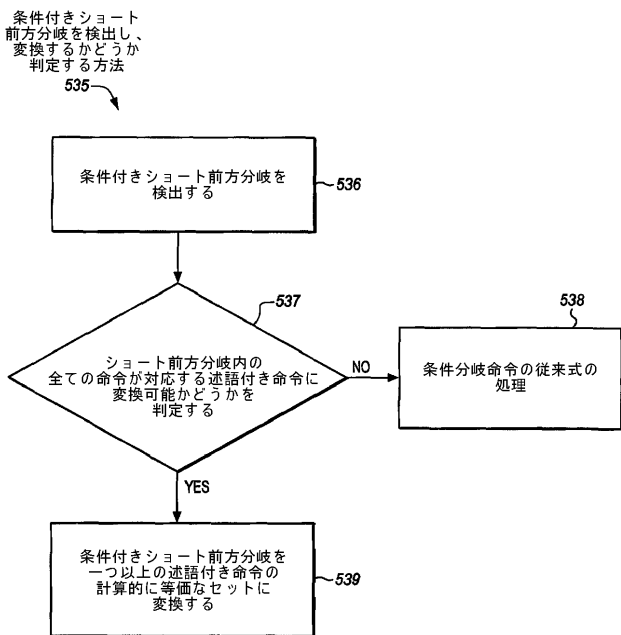 条件付きショート
前方分岐を検出し、
変換するかどうか
判定する方法
535
条件付きショート前方分岐を
検出する
536
537
ショート前方分岐内の
全ての命令が対応する述語付き命令に
変換可能かどうかを
判定する
NO
538
条件分岐命令の従来式の
処理
YES
条件付きショート前方分岐を
一つ以上の述語付き命令の
計算的に等価なセットに
変換する
539